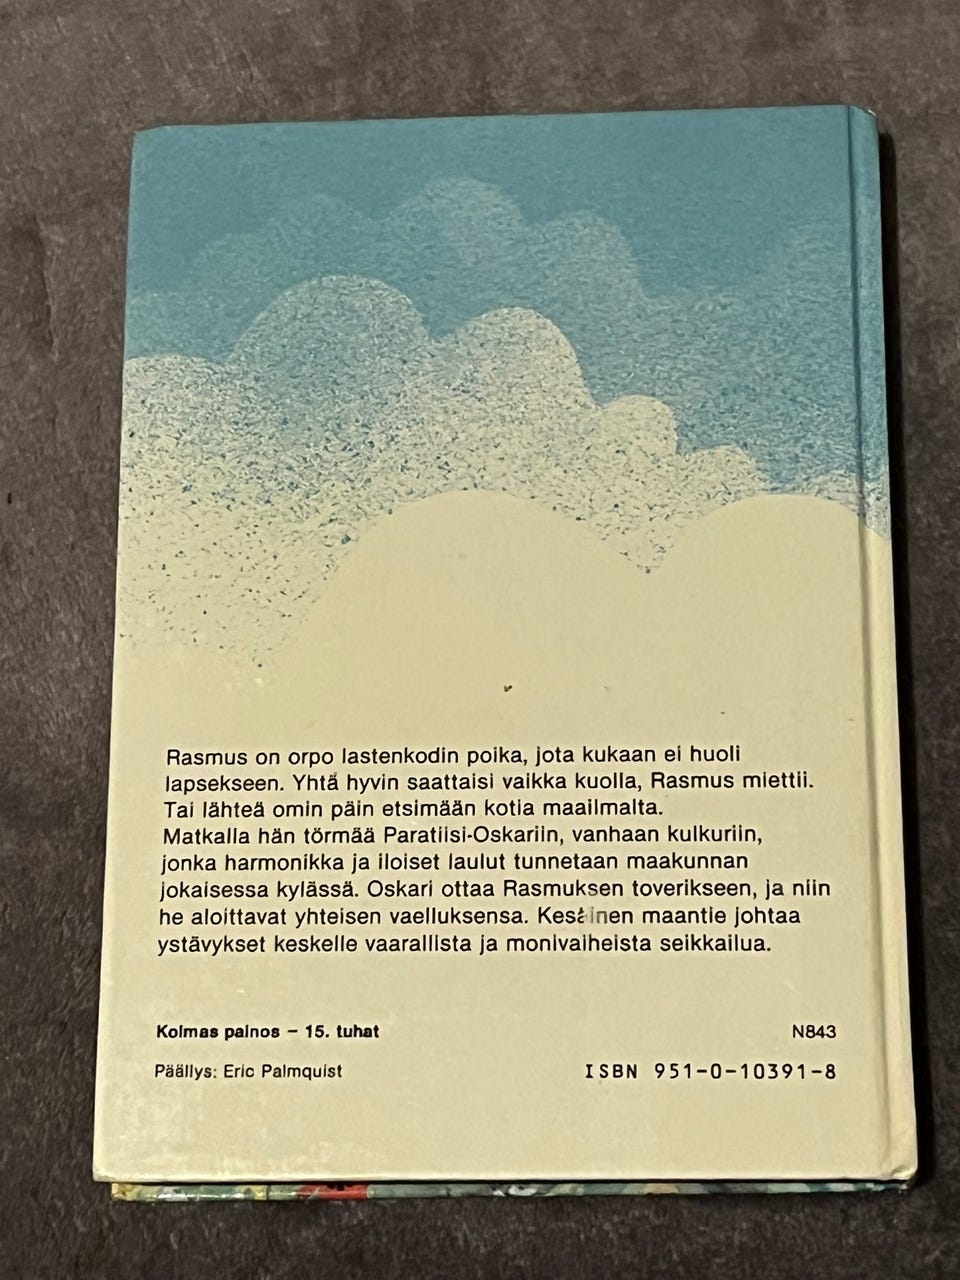 Rasmus on orpo lastenkodin poika, jota kukaan ei huoli
lapsekseen. Yhtä hyvin saattaisi vaikka kuolla, Rasmus miettii.
Tai lähteä omin päin etsimään kotia maailmalta.
Matkalla hän törmää Paratiisi-Oskariin, vanhaan kulkuriin,
jonka harmonikka ja iloiset laulut tunnetaan maakunnan
jokaisessa kylässä. Oskari ottaa Rasmuksen toverikseen, ja niin
he aloittavat yhteisen vaelluksensa. Kesäinen maantie johtaa
ystävykset keskelle vaarallista ja monivaiheista seikkailua.
Kolmas painos – 15. tuhat
N843
Päällys: Eric Palmquist
ISBN 951-0-10391-8